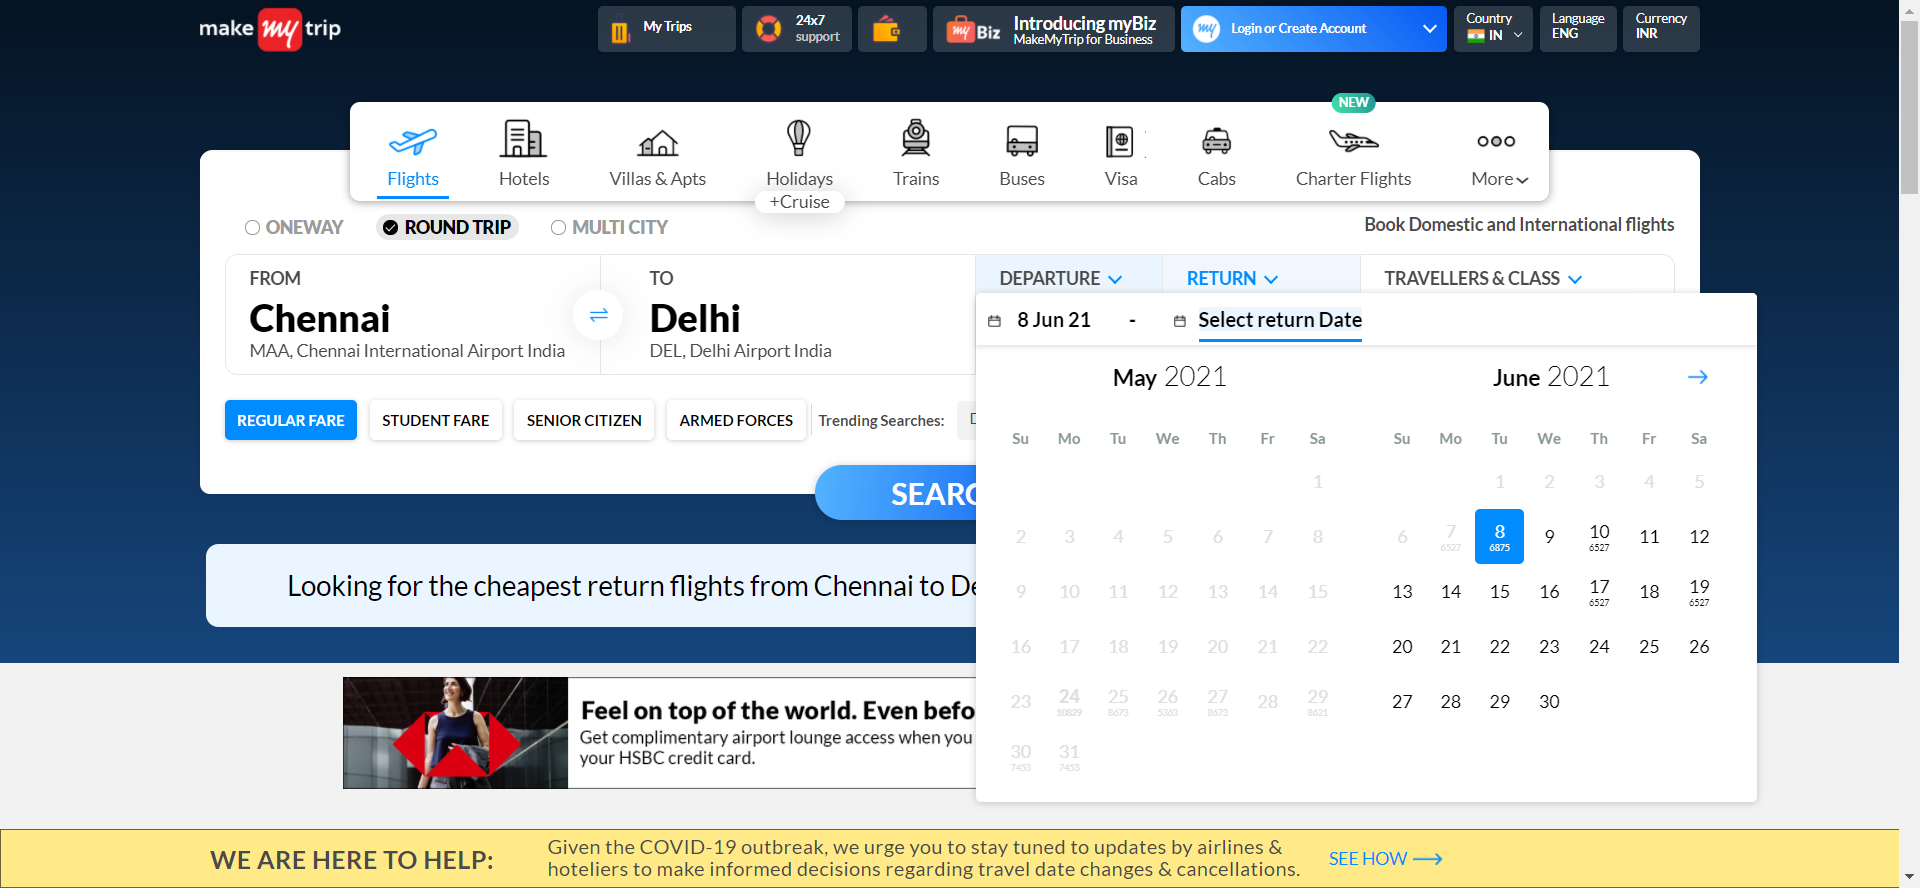 make my trip
My Trips
24x7
support
my Biz
Introducing myBiz
MakeMyTrip for Business
my
Login or Create Account
Country
IN
Language
ENG
Currency
INR
NEW
Flights
Hotels
Villas & Apts
Holidays
+Cruise
Trains
Buses
Visa
Cabs
Charter Flights
More
ONEWAY
ROUND TRIP
MULTI CITY
Book Domestic and International flights
FROM
Chennai
MAA, Chennai International Airport India
TO
Delhi
DEL, Delhi Airport India
DEPARTURE
RETURN
TRAVELLERS & CLASS
8 Jun 21
-
Select return Date
REGULAR FARE
STUDENT FARE
SENIOR CITIZEN
ARMED FORCES
Trending Searches:
May 2021
Su Mo Tu We Th Fr Sa
1
2 3 4 5 6 7 8
9 10 11 12 13 14 15
16 17 18 19 20 21 22
23 24 25 26 27 28 29
10829 8673 5363 8673 8621
30 31
7453 7453
June 2021
Su Mo Tu We Th Fr Sa
1 2 3 4 5
6 7 8 9 10 11 12
6527 6875 6527
13 14 15 16 17 18 19
6527 6527
20 21 22 23 24 25 26
27 28 29 30
SEARC
Looking for the cheapest return flights from Chennai to De
Feel on top of the world. Even befo
Get complimentary airport lounge access when you
your HSBC credit card.
WE ARE HERE TO HELP:
Given the COVID-19 outbreak, we urge you to stay tuned to updates by airlines &
hoteliers to make informed decisions regarding travel date changes & cancellations.
SEE HOW